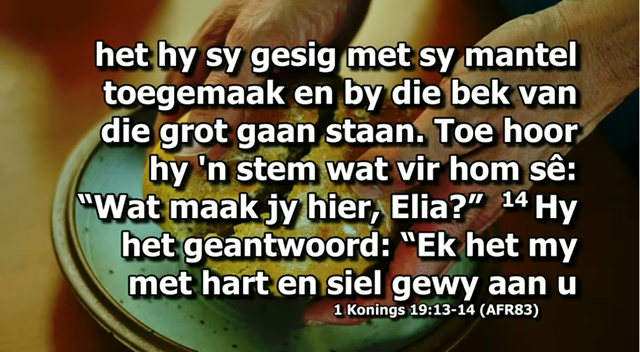 het hy sy gesig met sy mantel
toegemaak en by die bek van
die grot gaan staan. Toe hoor
hy 'n stem wat vir hom sê:
“Wat maak jy hier, Elia?” 14 Hy
het geantwoord: “Ek het my
met hart en siel gewy aan u
1 Konings 19:13-14 (AFR83)